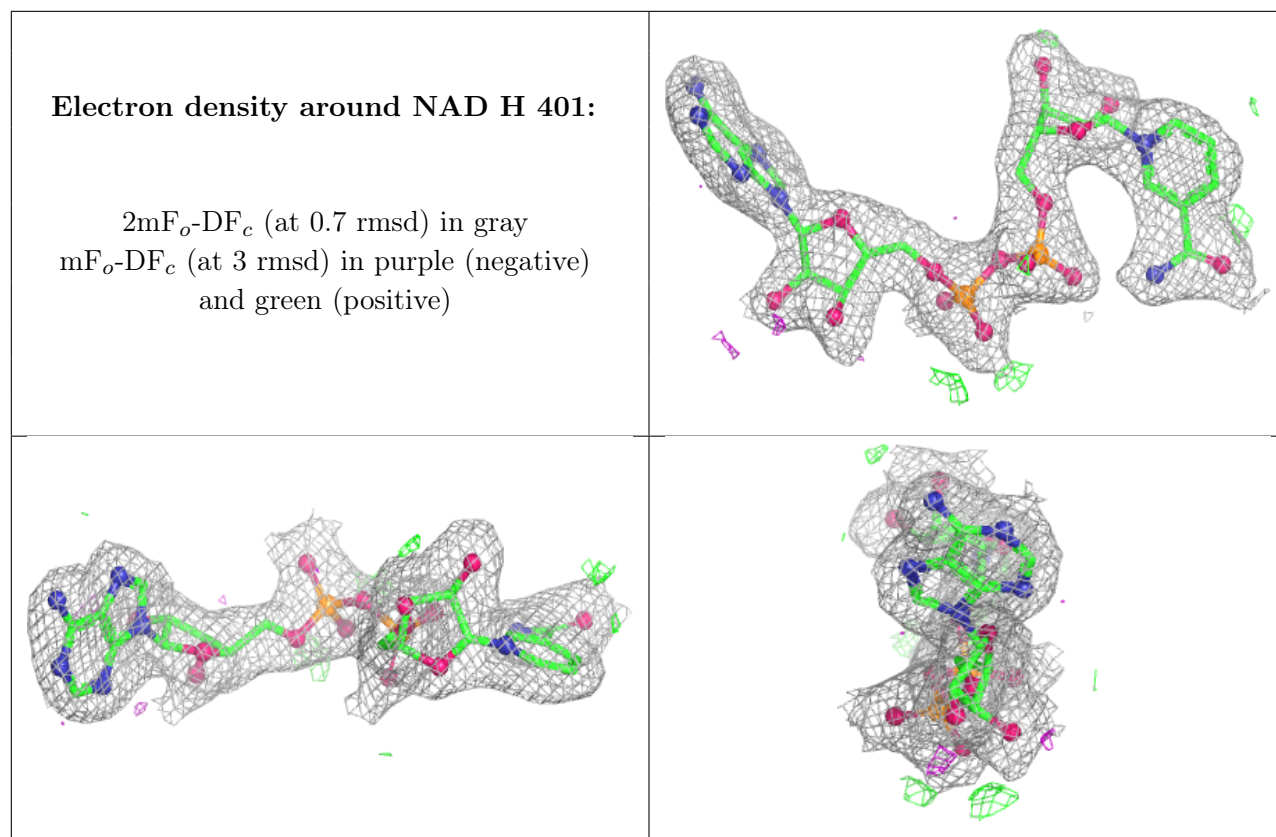 Electron density around NAD H 401:
2mFₒ-DF𝒸 (at 0.7 rmsd) in gray
mFₒ-DF𝒸 (at 3 rmsd) in purple (negative)
and green (positive)